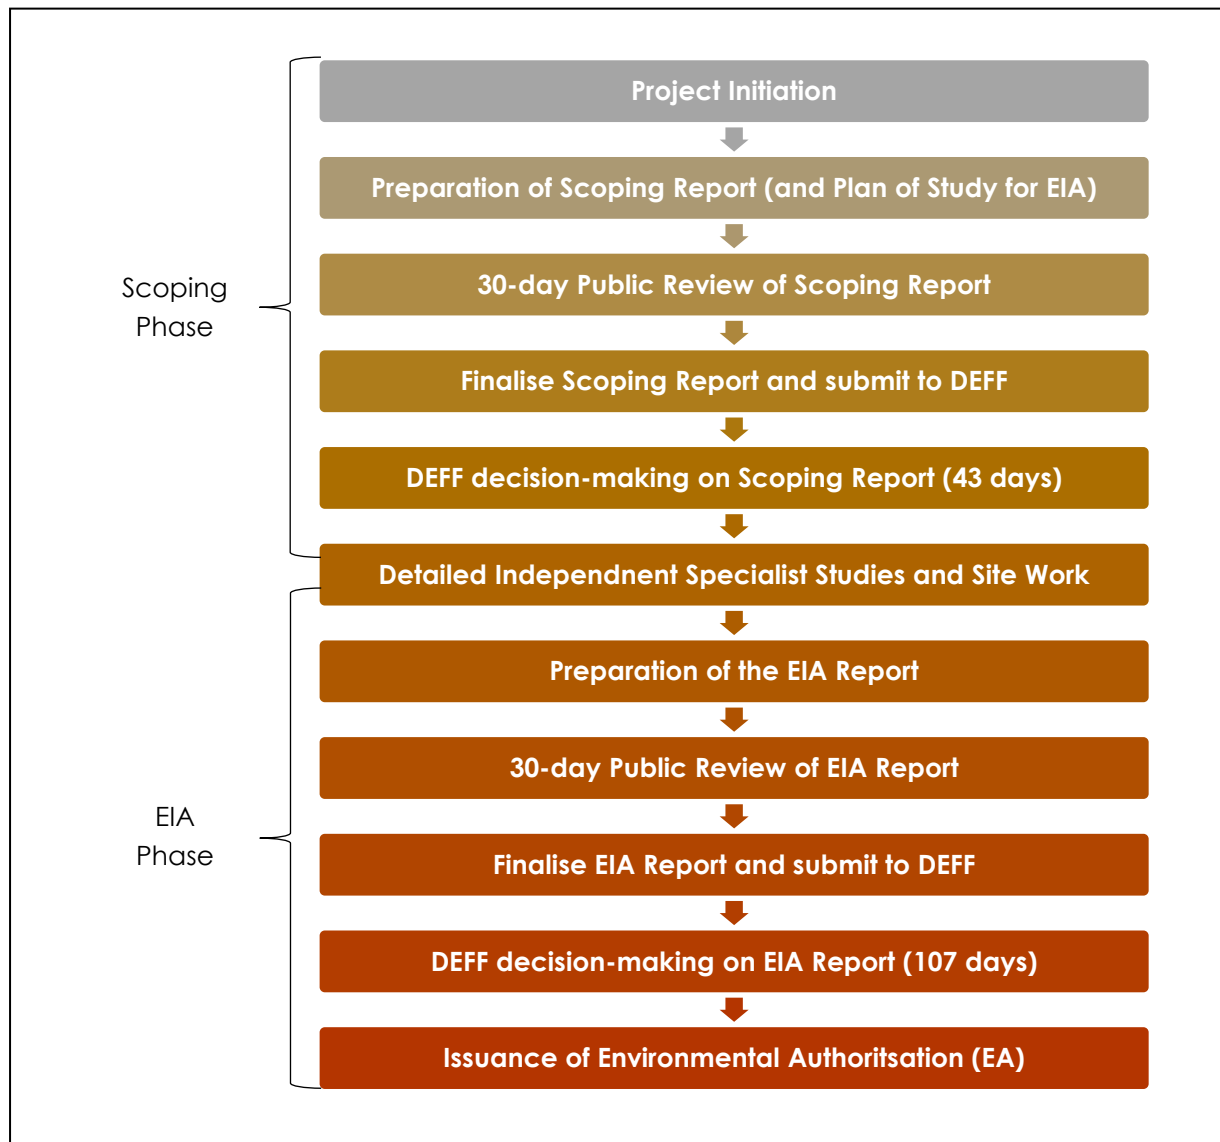 Project Initiation
Preparation of Scoping Report (and Plan of Study for EIA)
Scoping
Phase
30-day Public Review of Scoping Report
Finalise Scoping Report and submit to DEFF
DEFF decision-making on Scoping Report (43 days)
Detailed Independnent Specialist Studies and Site Work
Preparation of the EIA Report
30-day Public Review of EIA Report
EIA
Phase
Finalise EIA Report and submit to DEFF
DEFF decision-making on EIA Report (107 days)
Issuance of Environmental Authoritsation (EA)